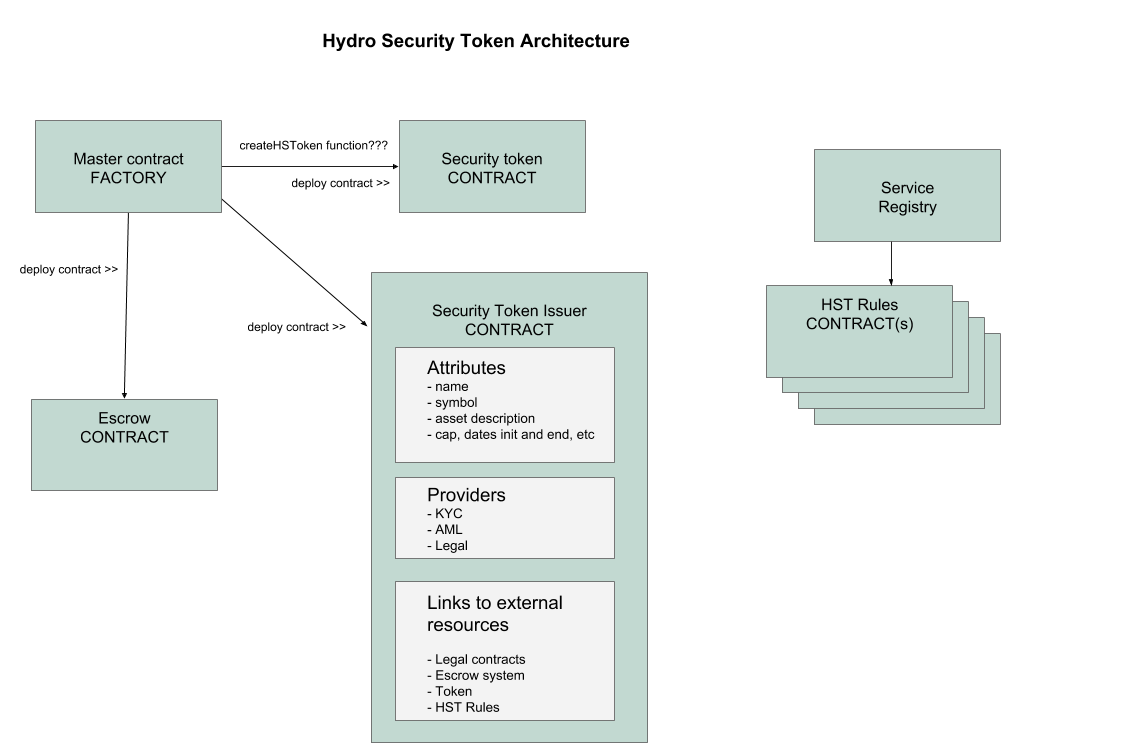 Hydro Security Token Architecture
Master contract
FACTORY
createHSToken function???
deploy contract >>
Security token
CONTRACT
Service
Registry
deploy contract >>
deploy contract >>
HST Rules
CONTRACT(s)
Security Token Issuer
CONTRACT
Attributes
- name
- symbol
- asset description
- cap, dates init and end, etc
Escrow
CONTRACT
Providers
- KYC
- AML
- Legal
Links to external
resources
- Legal contracts
- Escrow system
- Token
- HST Rules